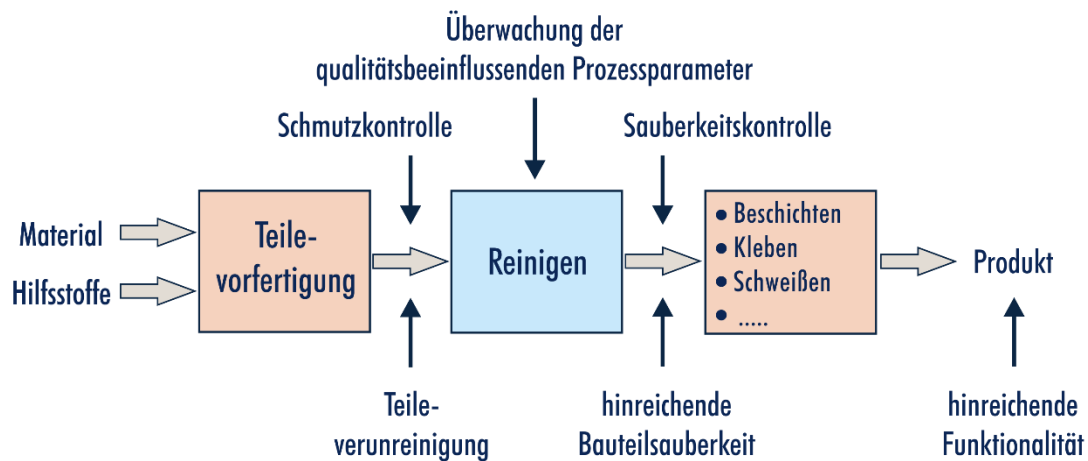 Überwachung der
qualitätsbeeinflussenden Prozessparameter
Schmutzkontrolle
Sauberkeitskontrolle
Material
Hilfsstoffe
Teile-
vorfertigung
Reinigen
• Beschichten
• Kleben
• Schweißen
• .....
Produkt
Teile-
verunreinigung
hinreichende
Bauteilsauberkeit
hinreichende
Funktionalität